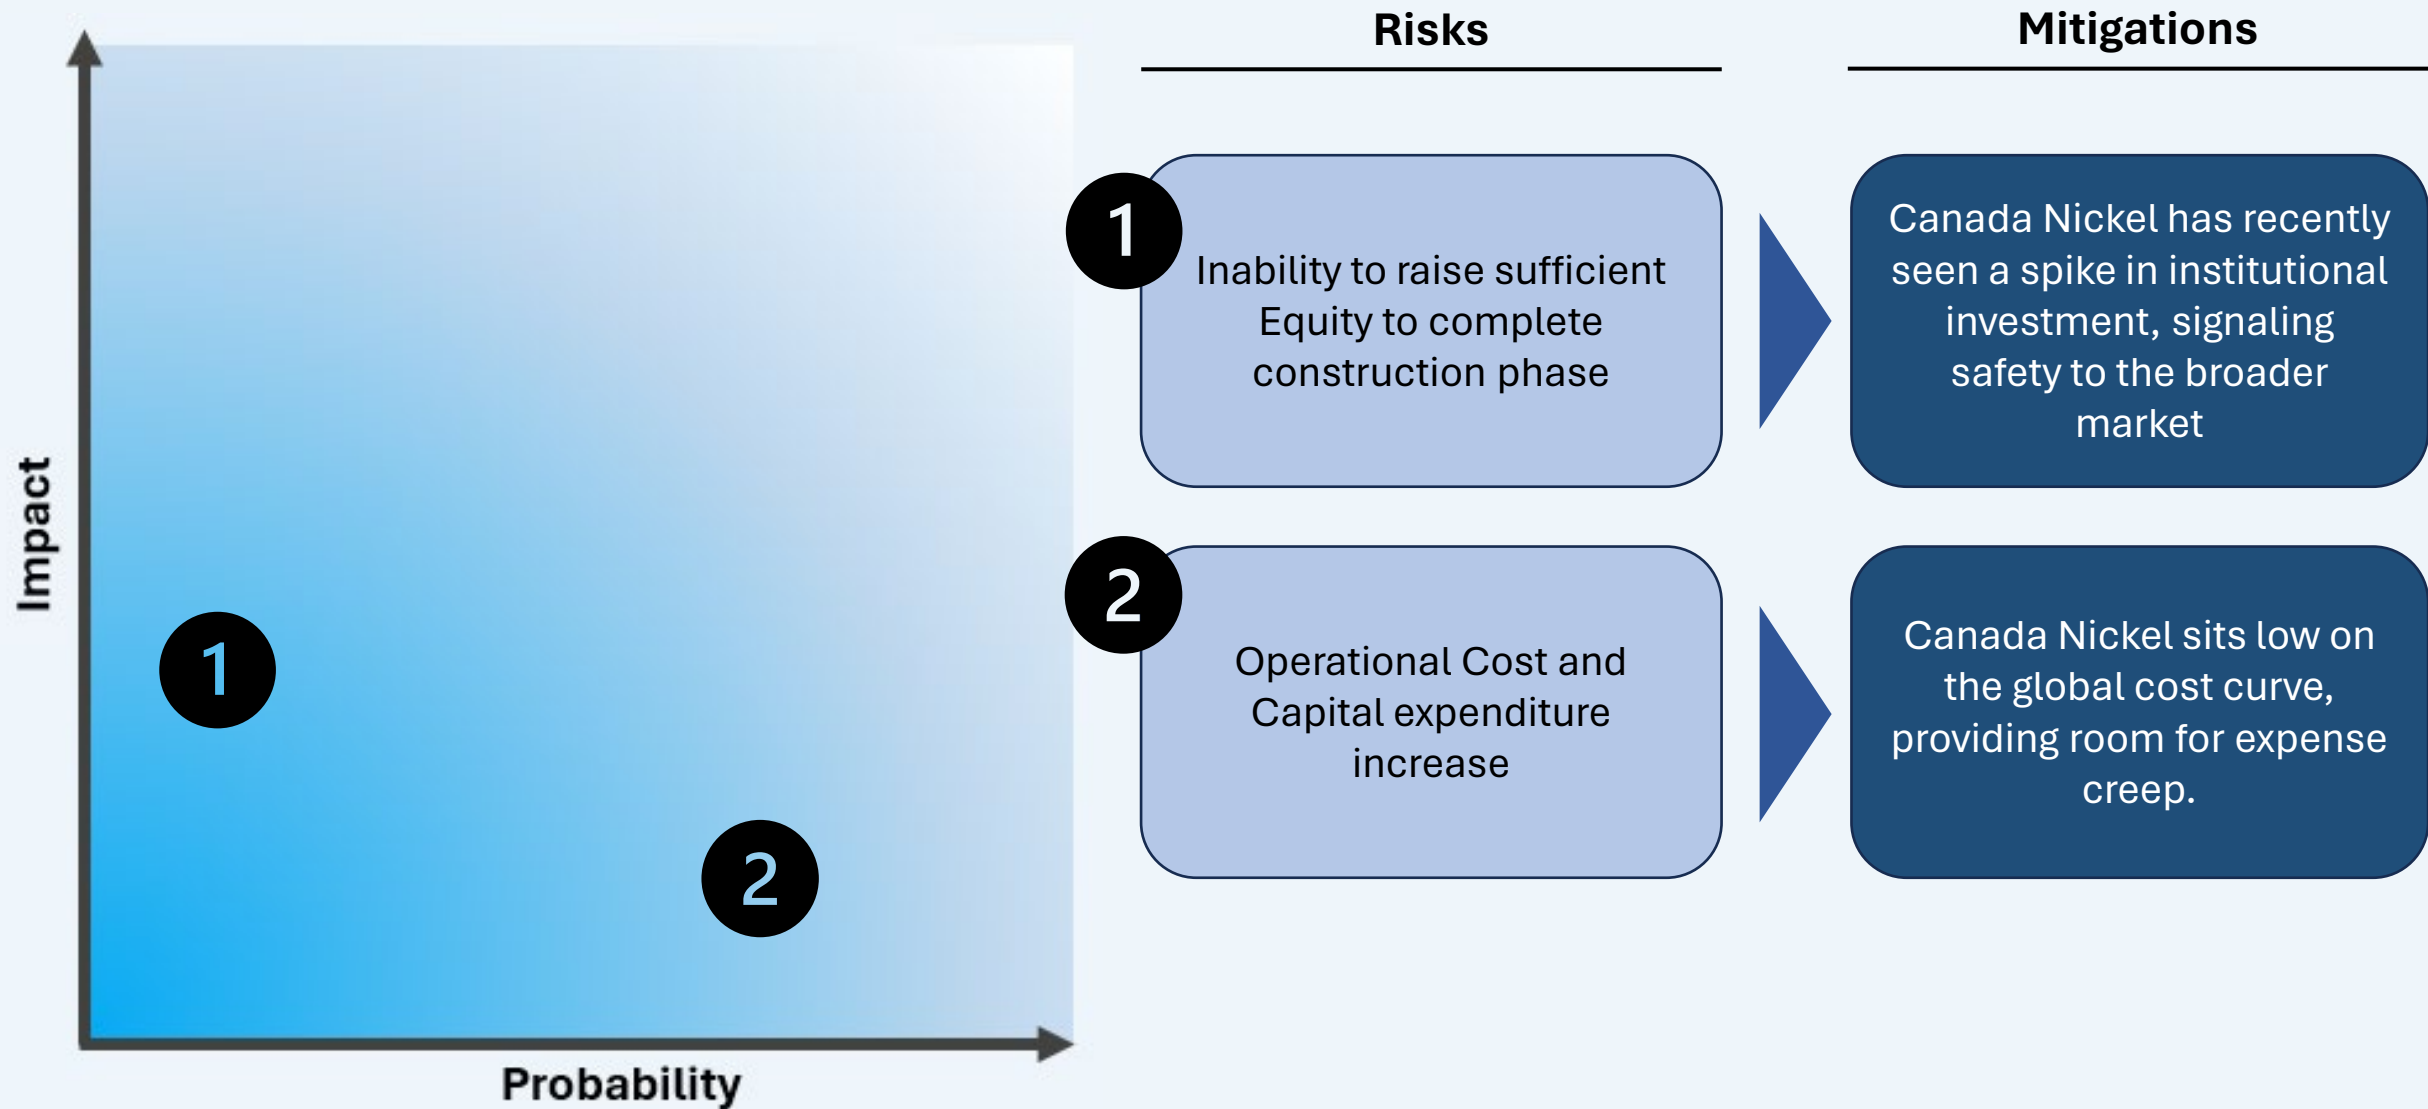 Impact
1
2
Probability
Risks
Mitigations
1
Inability to raise sufficient
Equity to complete
construction phase
Canada Nickel has recently
seen a spike in institutional
investment, signaling
safety to the broader
market
2
Operational Cost and
Capital expenditure
increase
Canada Nickel sits low on
the global cost curve,
providing room for expense
creep.